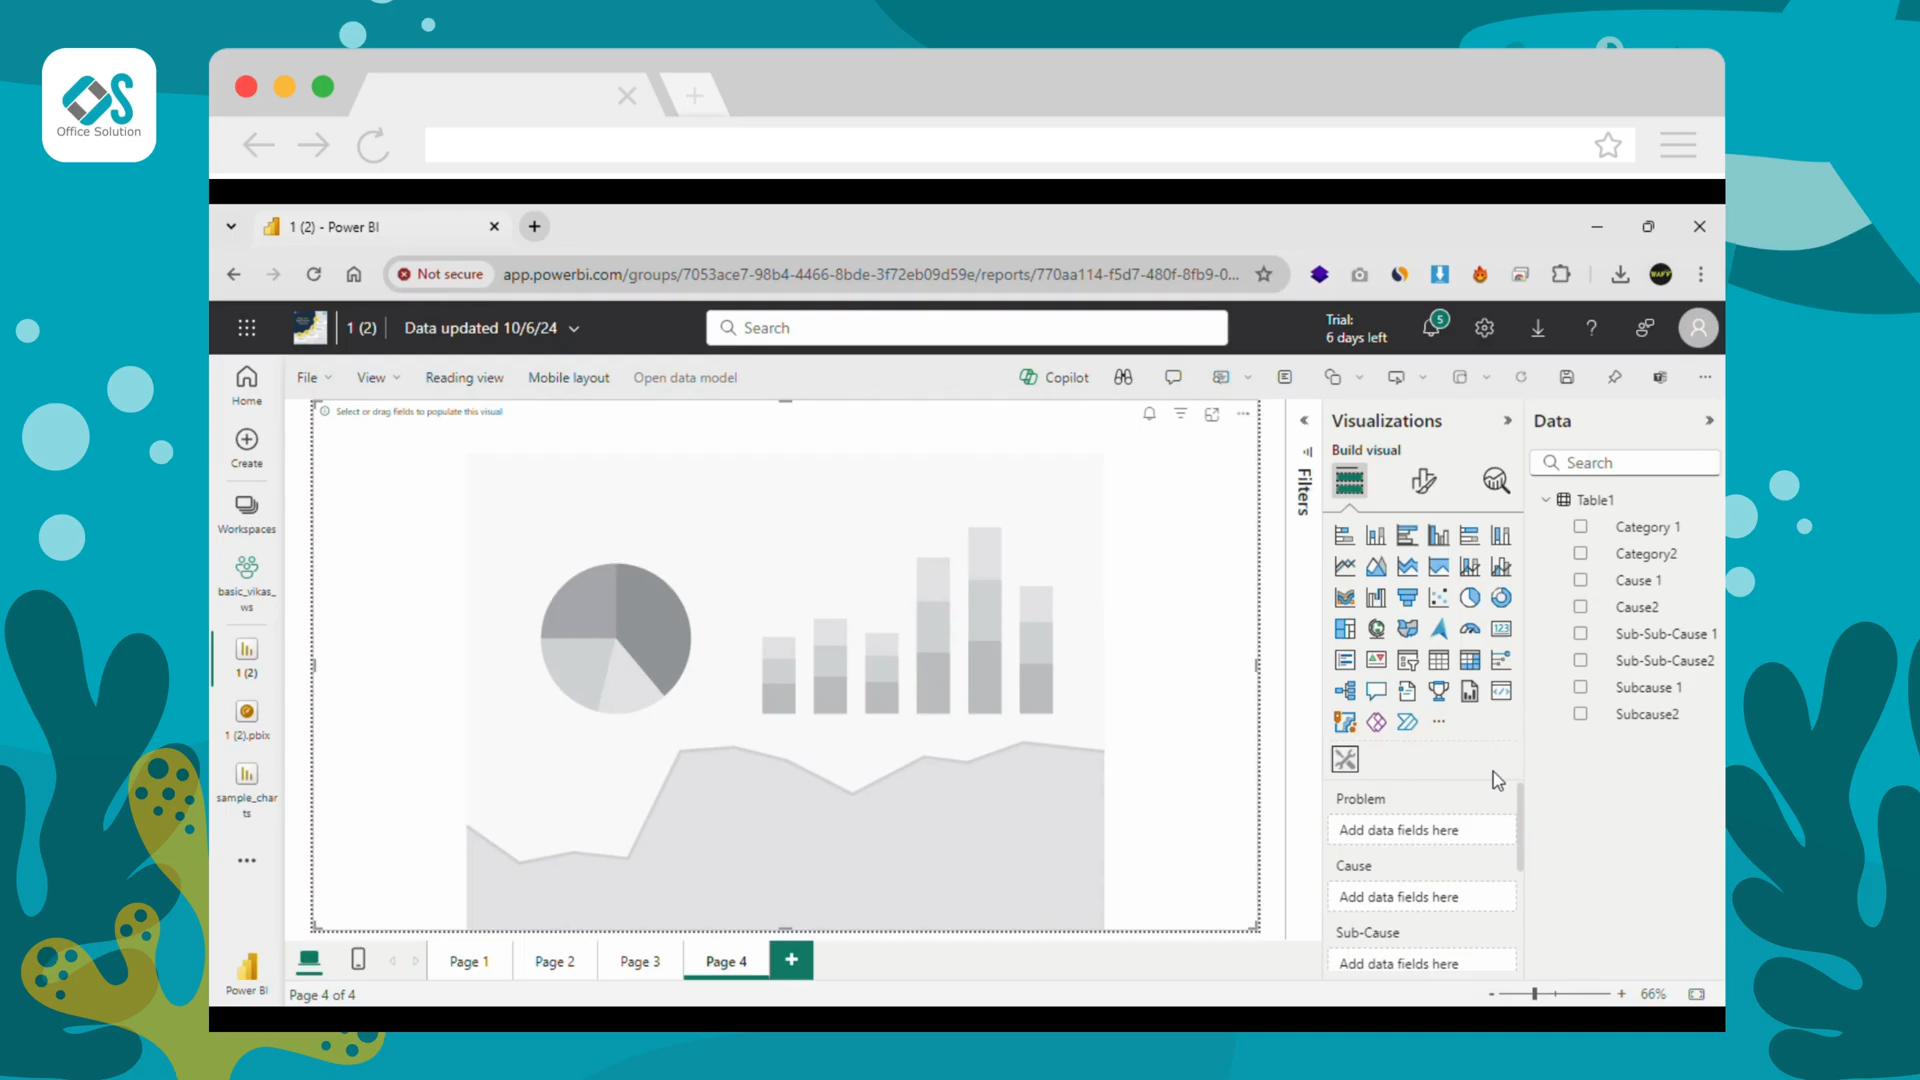 OS
Office Solution
1 (2) - Power BI
Not secure
app.powerbi.com/groups/7053ace7-98b4-4466-8bde-3f72eb09d59e/reports/770aa114-f5d7-480f-8fb9-0...
1 (2)
Data updated 10/6/24
Search
Trial:
6 days left
5
File
View
Reading view
Mobile layout
Open data model
Copilot
Home
Create
Workspaces
basic_vikas_
ws
1 (2)
1 (2).pbix
sample_char
ts
Power BI
Select or drag fields to populate this visual
Filters
Visualizations
Build visual
123
Problem
Add data fields here
Cause
Add data fields here
Sub-Cause
Add data fields here
Data
Search
Table1
Category 1
Category2
Cause 1
Cause2
Sub-Sub-Cause 1
Sub-Sub-Cause2
Subcause 1
Subcause2
Page 1
Page 2
Page 3
Page 4
Page 4 of 4
66%